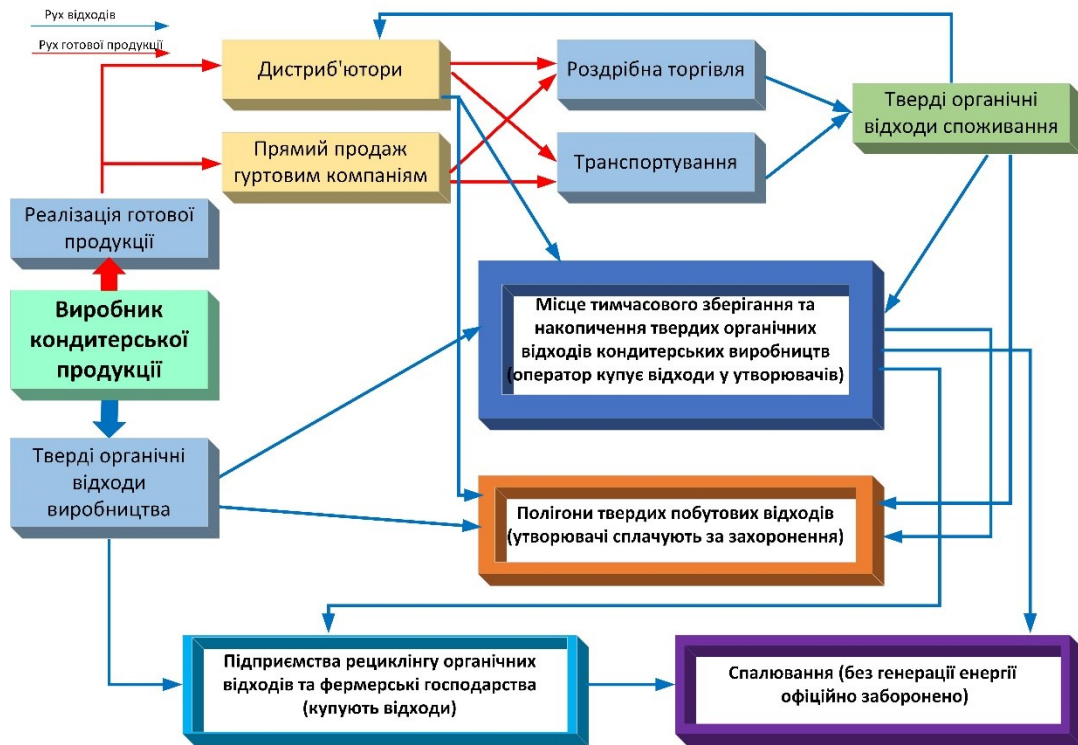 Рух відходів
Рух готової продукції
Дистриб'ютори
Роздрібна торгівля
Тверді органічні
відходи споживання
Прямий продаж
гуртовим компаніям
Транспортування
Реалізація готової
продукції
Виробник
кондитерської
продукції
Місце тимчасового зберігання та
накопичення твердих органічних
відходів кондитерських виробництв
(оператор купує відходи у утворювачів)
Тверді органічні
відходи
виробництва
Полігони твердих побутових відходів
(утворювачі сплачують за захоронення)
Підприємства рециклінгу органічних
відходів та фермерські господарства
(купують відходи)
Спалювання (без генерації енергії
офіційно заборонено)